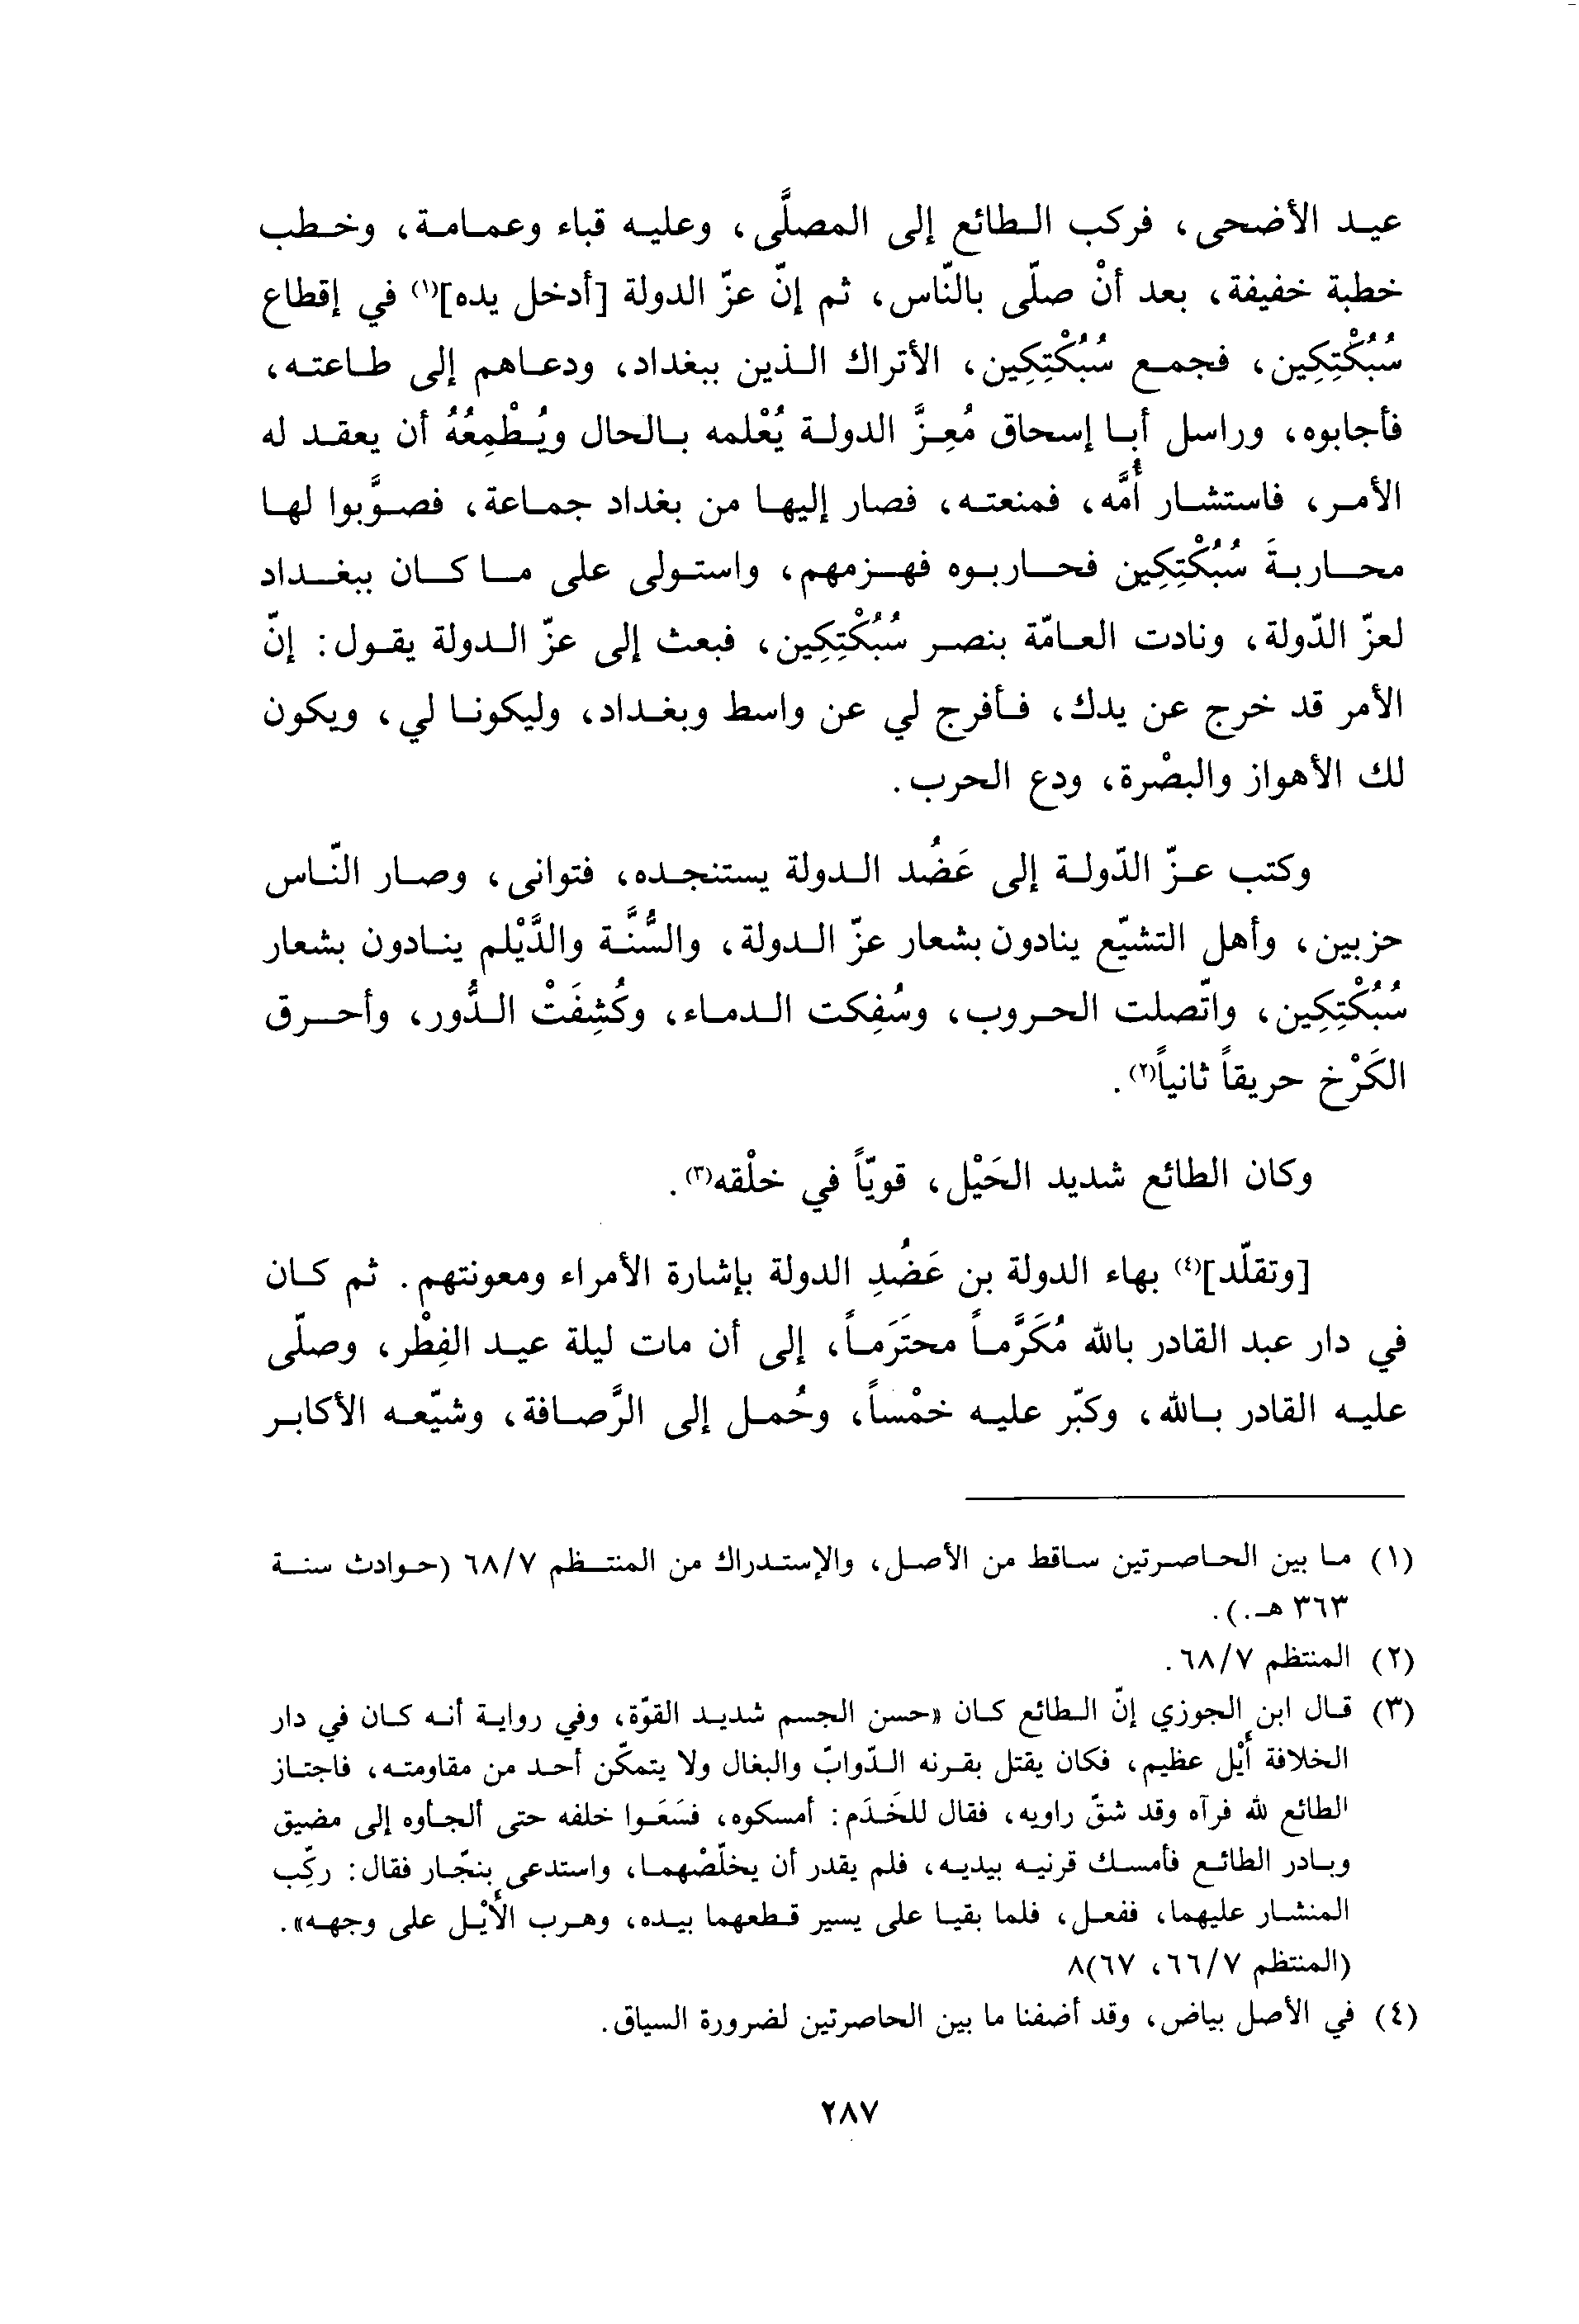 عيد الأضحى، فركب الطائع إلى المصلَّى، وعليه قباء وعمامة، وخطب
خطبة خفيفة، بعد أنْ صلّى بالنّاس، ثم إنّ عزّ الدولة [أدخل يده]⁽١⁾ في إقطاع
سُبُكْتِكِين، فجمع سُبُكْتِكِين، الأتراك الذين ببغداد، ودعاهم إلى طاعته،
فأجابوه، وراسل أبا إسحاق مُعِزَّ الدولة يُعْلمه بالحال ويُطْمِعُهُ أن يعقد له
الأمر، فاستشار أُمَّه، فمنعته، فصار إليها من بغداد جماعة، فصوَّبوا لها
محاربةَ سُبُكْتِكِين فحاربوه فهزمهم، واستولى على ما كان ببغداد
لعزّ الدّولة، ونادت العامّة بنصر سُبُكْتِكِين، فبعث إلى عزّ الدولة يقول: إنّ
الأمر قد خرج عن يدك، فأفرج لي عن واسط وبغداد، وليكونا لي، ويكون
لك الأهواز والبصْرة، ودع الحرب.
وكتب عزّ الدّولة إلى عَضُد الدولة يستنجده، فتوانى، وصار النّاس
حزبين، وأهل التشيّع ينادون بشعار عزّ الدولة، والسُّنَّة والدَّيْلم ينادون بشعار
سُبُكْتِكِين، واتّصلت الحروب، وسُفِكت الدماء، وكُشِفَتْ الدُّور، وأحرق
الكَرْخ حريقاً ثانياً⁽٢⁾.
وكان الطائع شديد الحَيْل، قويّاً في خلْقه⁽٣⁾.
[وتقلّد]⁽٤⁾ بهاء الدولة بن عَضُدِ الدولة بإشارة الأمراء ومعونتهم. ثم كان
في دار عبد القادر بالله مُكَرَّماً محتَرَماً، إلى أن مات ليلة عيد الفِطْر، وصلّى
عليه القادر بالله، وكبّر عليه خمْساً، وحُمل إلى الرَّصافة، وشيّعه الأكابر
(١) ما بين الحاصرتين ساقط من الأصل، والإستدراك من المنتظم ٦٨/٧ (حوادث سنة
٣٦٣ هـ.).
(٢) المنتظم ٦٨/٧.
(٣) قال ابن الجوزي إنّ الطائع كان «حسن الجسم شديد القوّة، وفي رواية أنه كان في دار
الخلافة أَيْل عظيم، فكان يقتل بقرنه الدّوابّ والبغال ولا يتمكّن أحد من مقاومته، فاجتاز
الطائع لله فرآه وقد شقّ راويه، فقال للخَدَم: أمسكوه، فسَعَوا خلفه حتى ألجأوه إلى مضيق
وبادر الطائع فأمسك قرنيه بيديه، فلم يقدر أن يخلّصْهما، واستدعى بنجّار فقال: ركّب
المنشار عليهما، ففعل، فلما بقيا على يسير قطعهما بيده، وهرب الأَيْل على وجهه».
(المنتظم ٦٦/٧، ٦٧)٨
(٤) في الأصل بياض، وقد أضفنا ما بين الحاصرتين لضرورة السياق.
٢٨٧